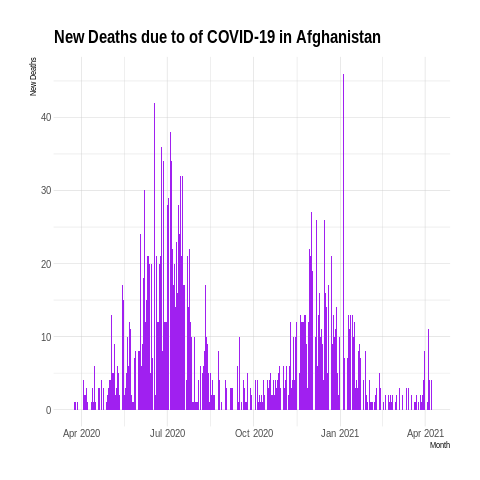 New Deaths due to of COVID-19 in Afghanistan
New Deaths
40
30
20
10
0
Apr 2020 Jul 2020 Oct 2020 Jan 2021 Apr 2021
Month